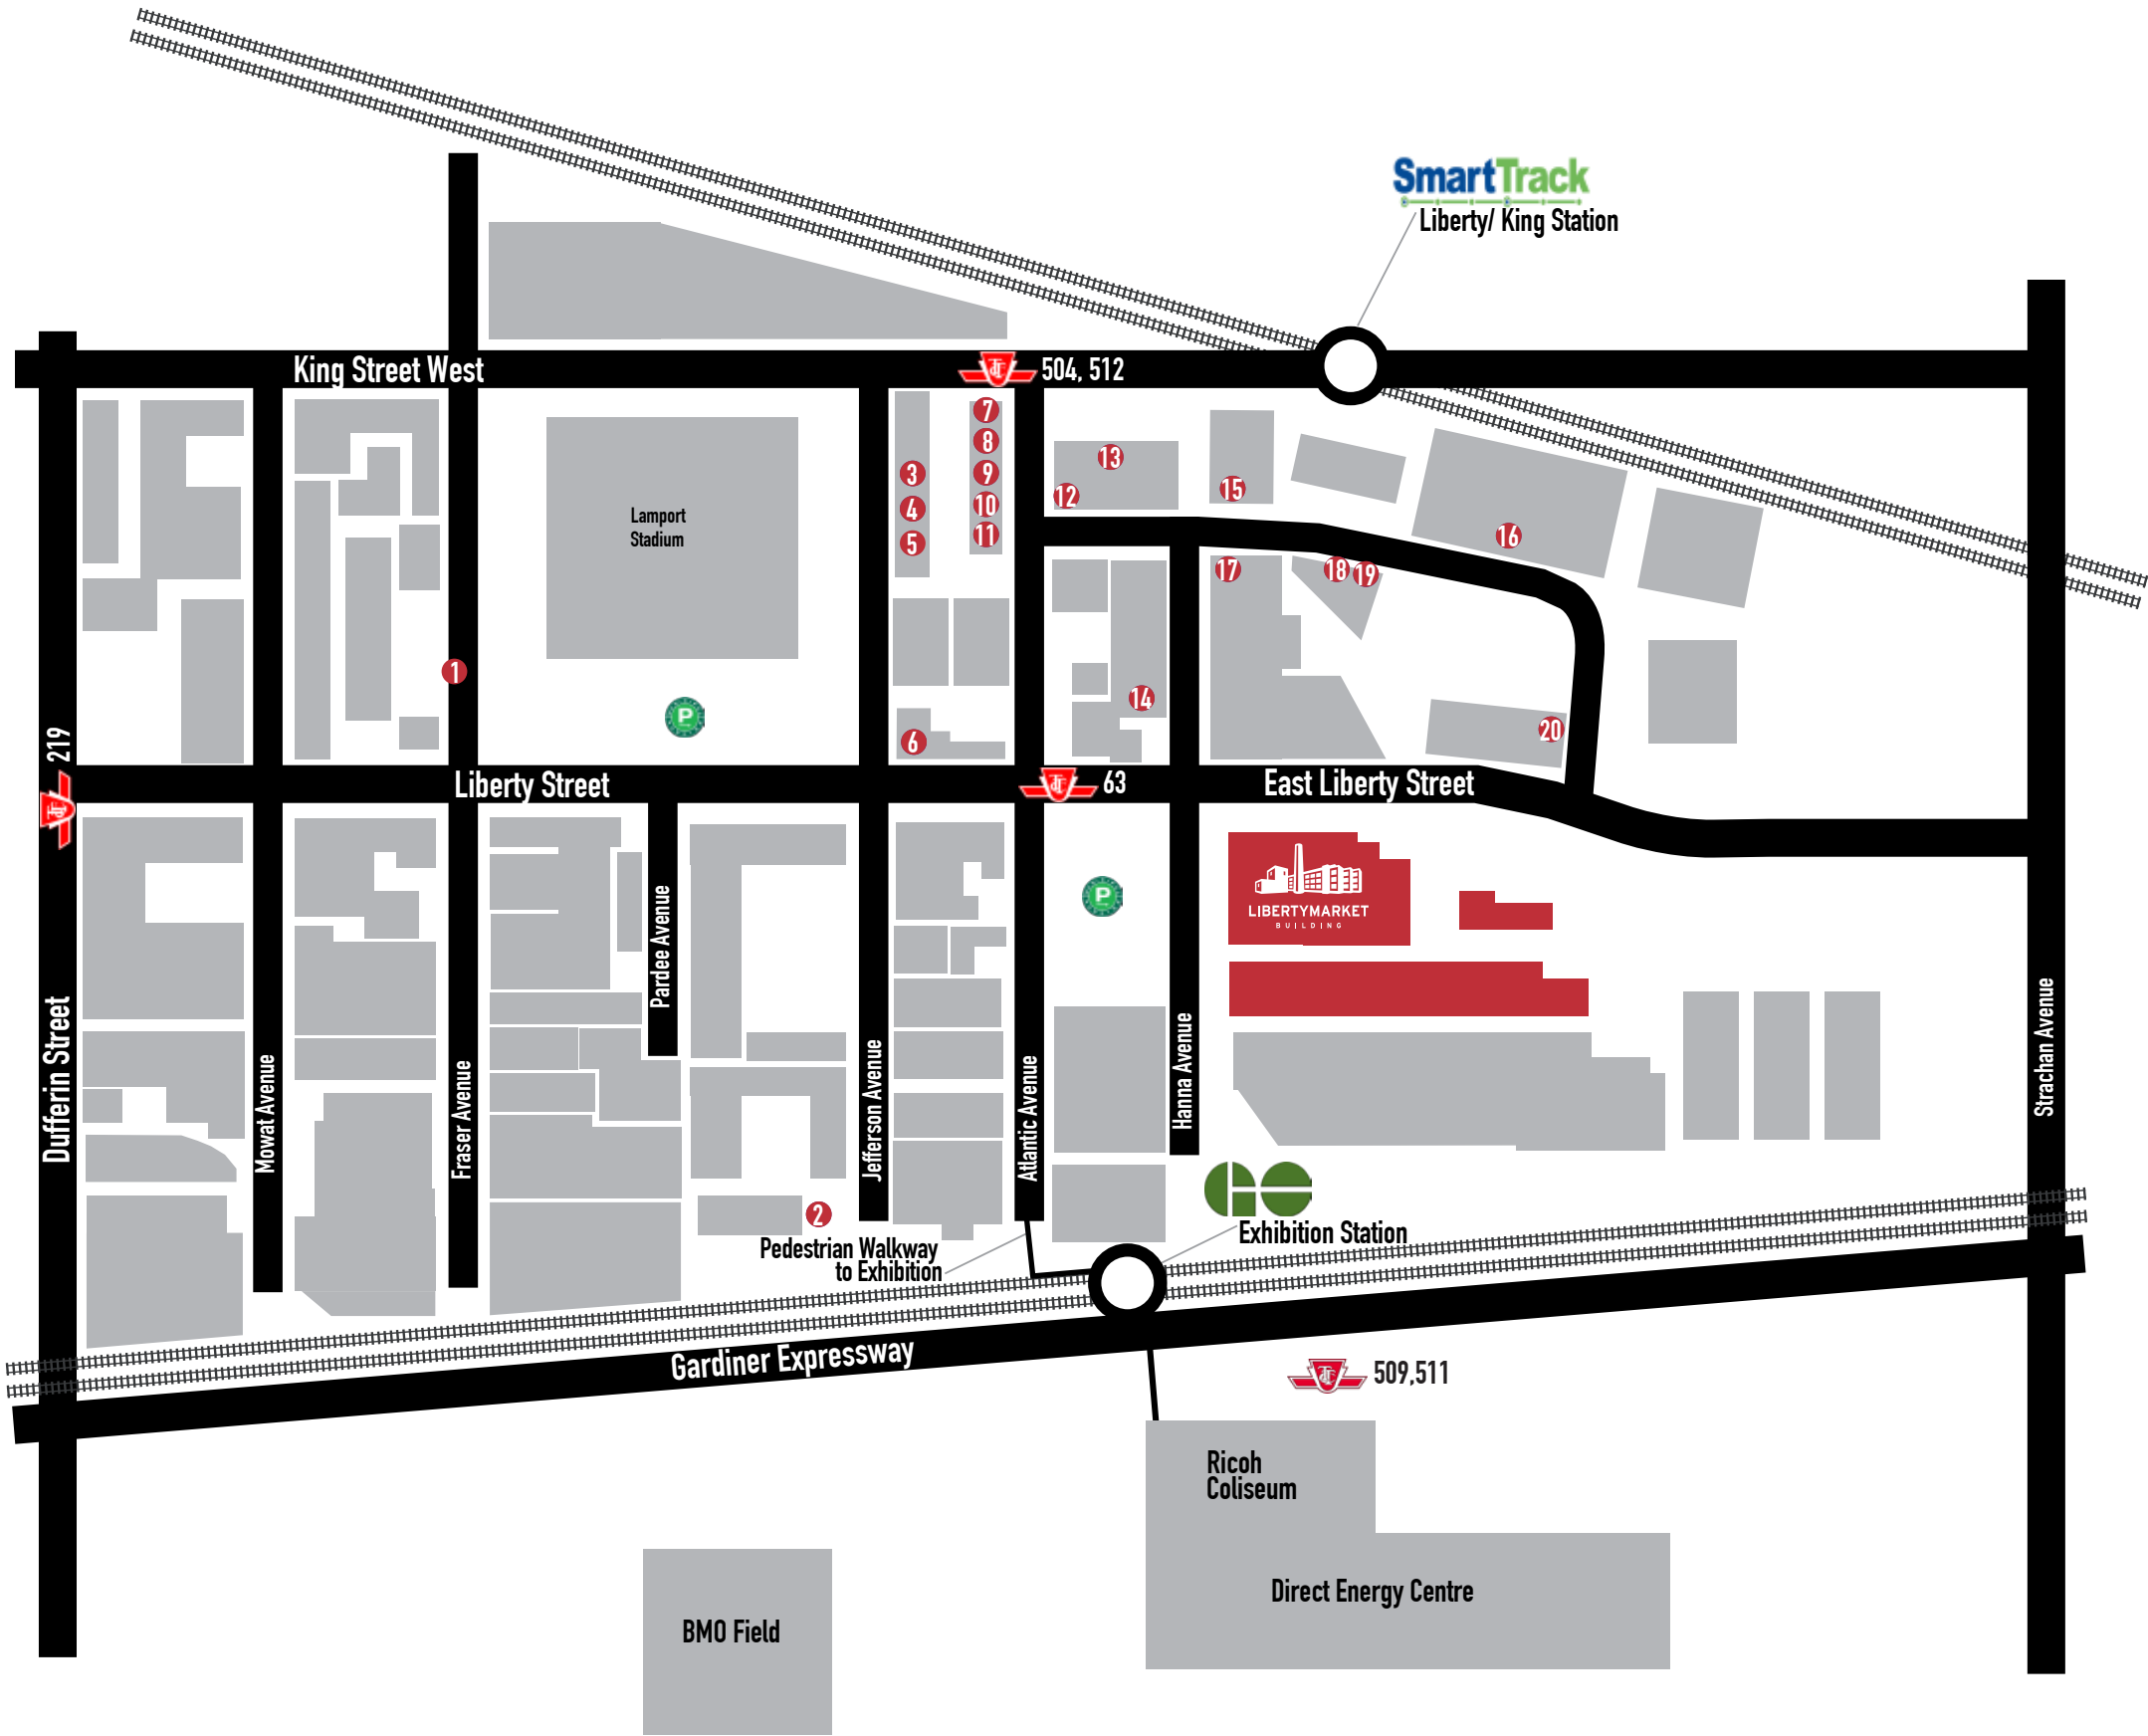 SmartTrack
Liberty/ King Station
King Street West
504, 512
7
8
3
9
4
10
5
11
13
12
15
16
Lamport
Stadium
17
18
19
1
14
P
6
20
219
Liberty Street
63
East Liberty Street
P
LIBERTYMARKET
BUILDING
Dufferin Street
Mowat Avenue
Fraser Avenue
Pardee Avenue
Jefferson Avenue
Atlantic Avenue
Hanna Avenue
Strachan Avenue
2
GO
Exhibition Station
Pedestrian Walkway
to Exhibition
Gardiner Expressway
509,511
Ricoh
Coliseum
Direct Energy Centre
BMO Field